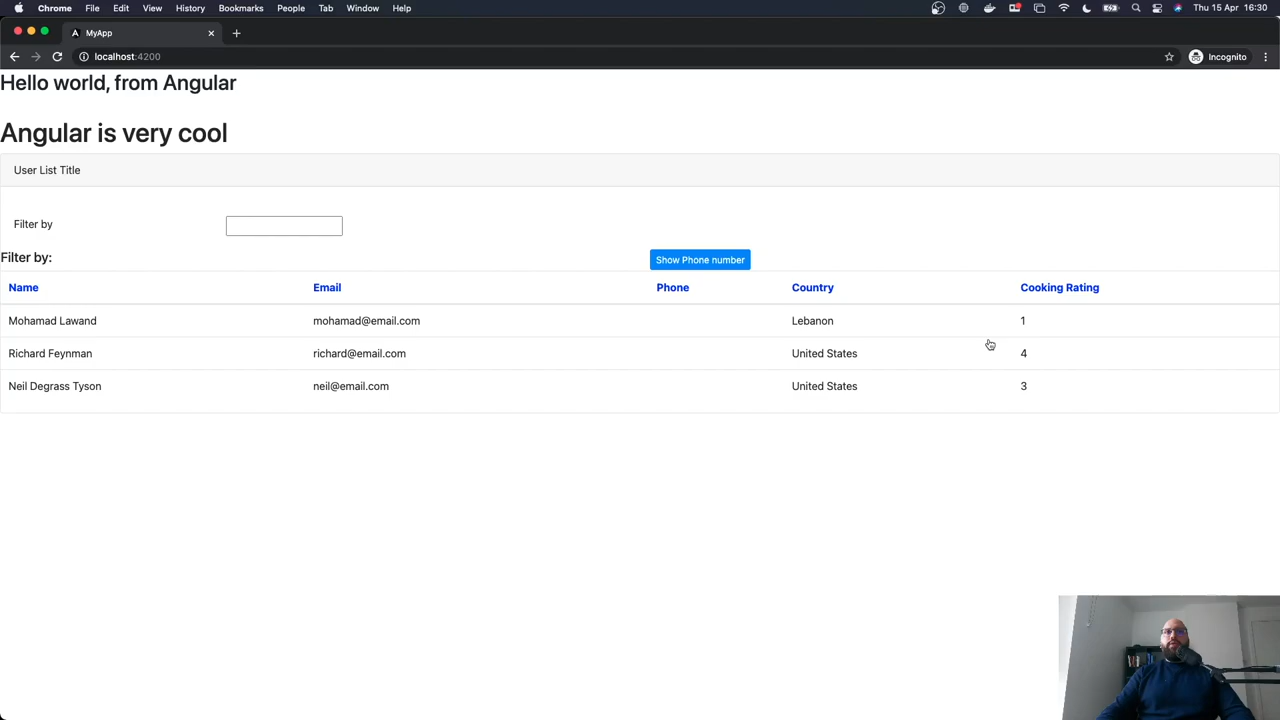 Chrome File Edit View History Bookmarks People Tab Window Help Thu 15 Apr 16:30
MyApp
localhost:4200 Incognito
Hello world, from Angular
Angular is very cool
User List Title
Filter by
Filter by: Show Phone number
Name Email Phone Country Cooking Rating
Mohamad Lawand mohamad@email.com Lebanon 1
Richard Feynman richard@email.com United States 4
Neil Degrass Tyson neil@email.com United States 3